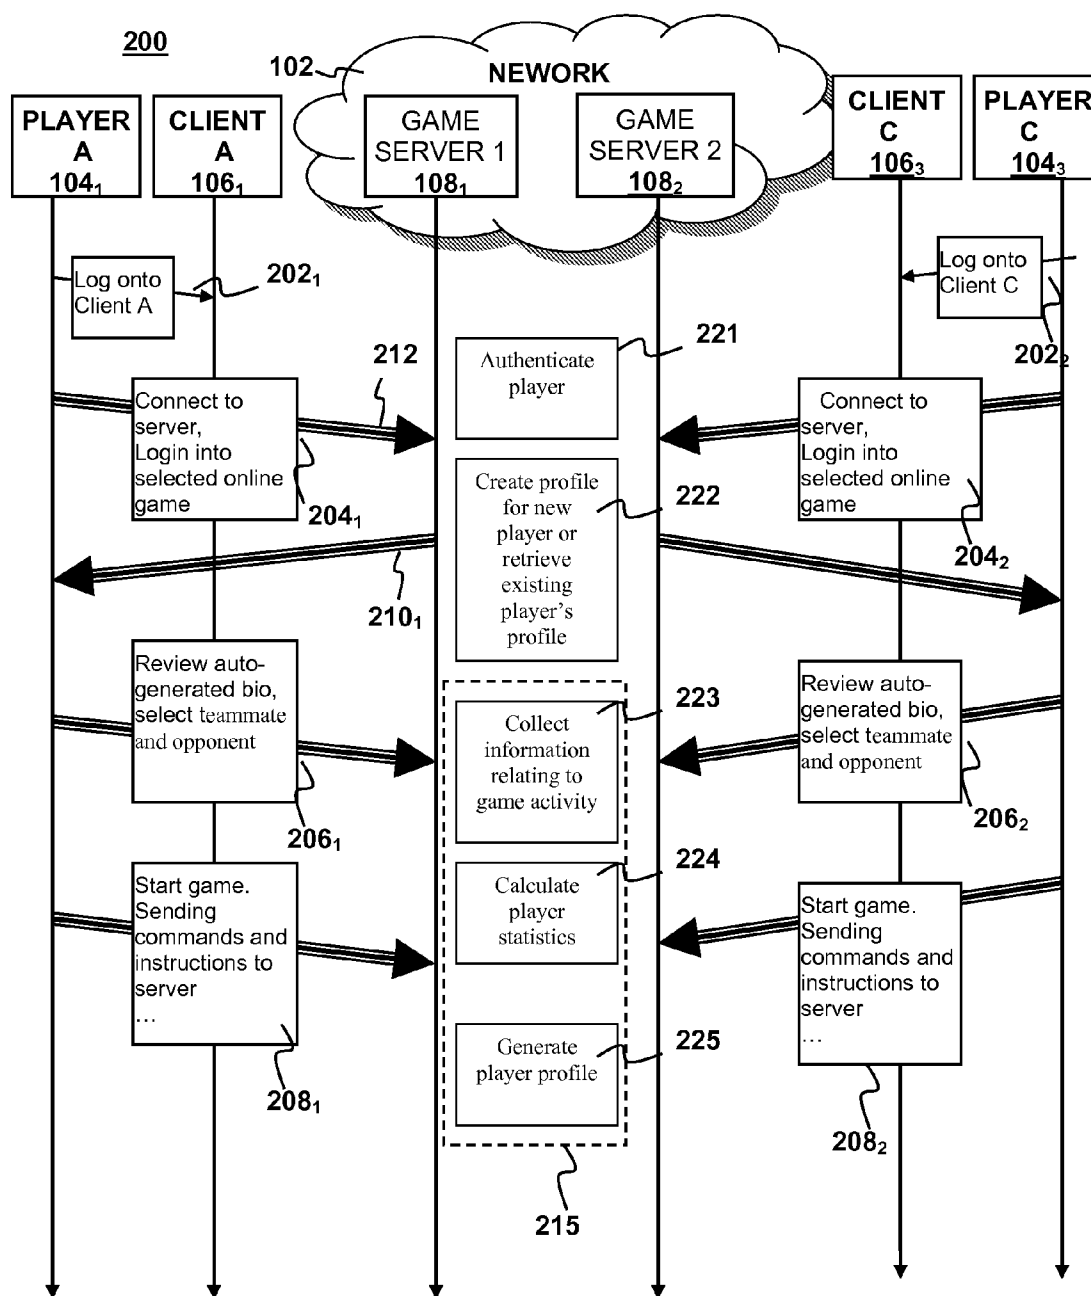 200
102
NEWORK
PLAYER
A
104₁
CLIENT
A
106₁
GAME
SERVER 1
108₁
GAME
SERVER 2
108₂
CLIENT
C
106₃
PLAYER
C
104₃
Log onto
Client A
202₁
Log onto
Client C
202₂
212
Connect to
server,
Login into
selected online
game
204₁
Authenticate
player
221
Connect to
server,
Login into
selected online
game
204₂
Create profile
for new
player or
retrieve
existing
player's
profile
222
210₁
Review auto-
generated bio,
select teammate
and opponent
206₁
Collect
information
relating to
game activity
223
Review auto-
generated bio,
select teammate
and opponent
206₂
Start game.
Sending
commands and
instructions to
server
...
208₁
Calculate
player
statistics
224
Generate
player profile
225
215
Start game.
Sending
commands and
instructions to
server
...
208₂